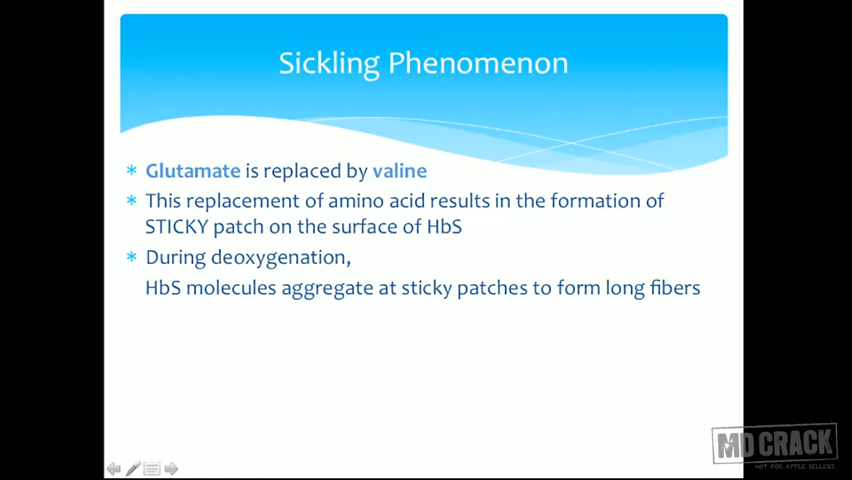 Sickling Phenomenon
* Glutamate is replaced by valine
* This replacement of amino acid results in the formation of
STICKY patch on the surface of HbS
* During deoxygenation,
HbS molecules aggregate at sticky patches to form long fibers
MD CRACK
NOT FOR APPLE SELLERS